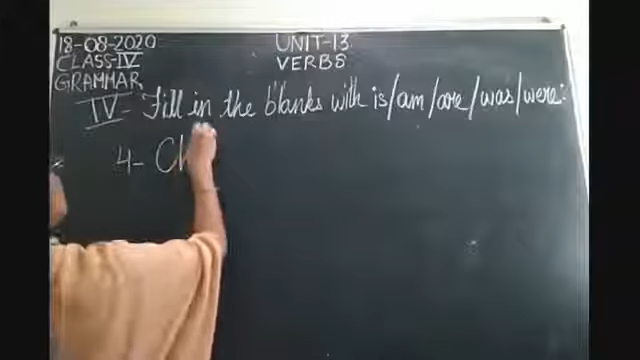 18-08-2020
UNIT-13
CLASS-IV
VERBS
GRAMMAR
IV- Fill in the blanks with is/am/are/was/were:
4- Ch